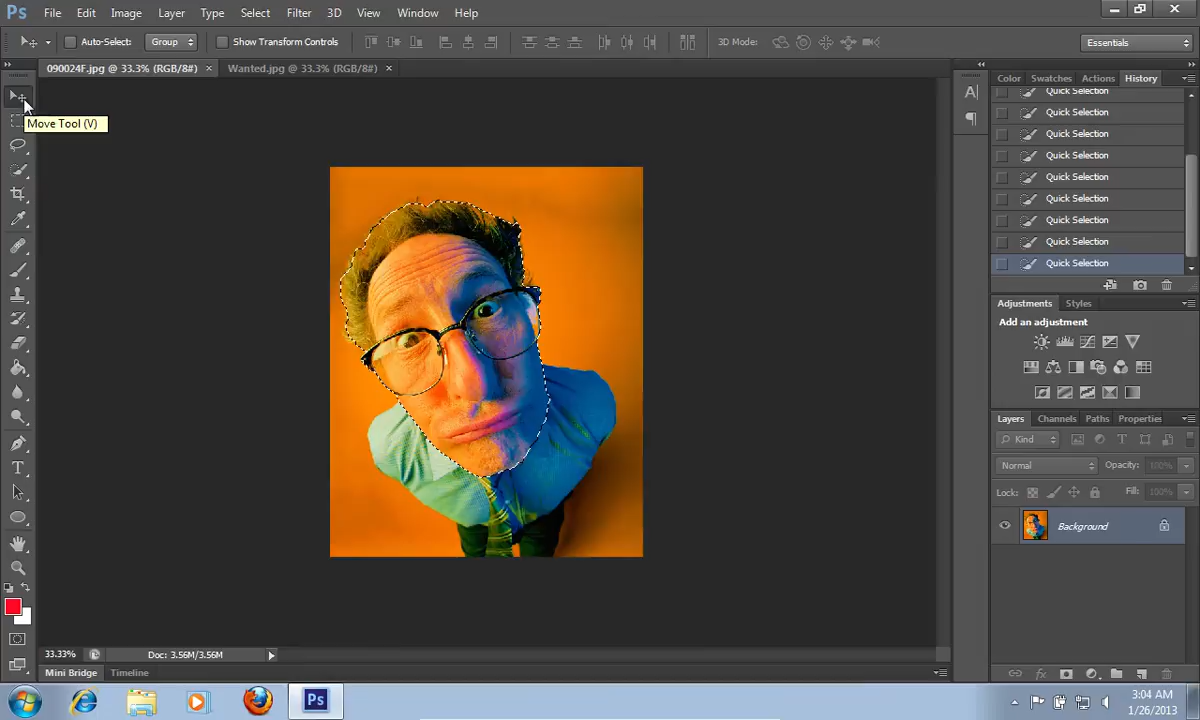 Ps File Edit Image Layer Type Select Filter 3D View Window Help
Auto-Select: Group Show Transform Controls 3D Mode: Essentials
090024F.jpg @ 33.3% (RGB/8#) × Wanted.jpg @ 33.3% (RGB/8#) ×
Move Tool (V)
Color Swatches Actions History
Quick Selection
Quick Selection
Quick Selection
Quick Selection
Quick Selection
Quick Selection
Quick Selection
Quick Selection
Quick Selection
Adjustments Styles
Add an adjustment
Layers Channels Paths Properties
Kind
Normal Opacity: 100%
Lock: Fill: 100%
Background
33.33% Doc: 3.56M/3.56M
Mini Bridge Timeline
Ps
3:04 AM
1/26/2013